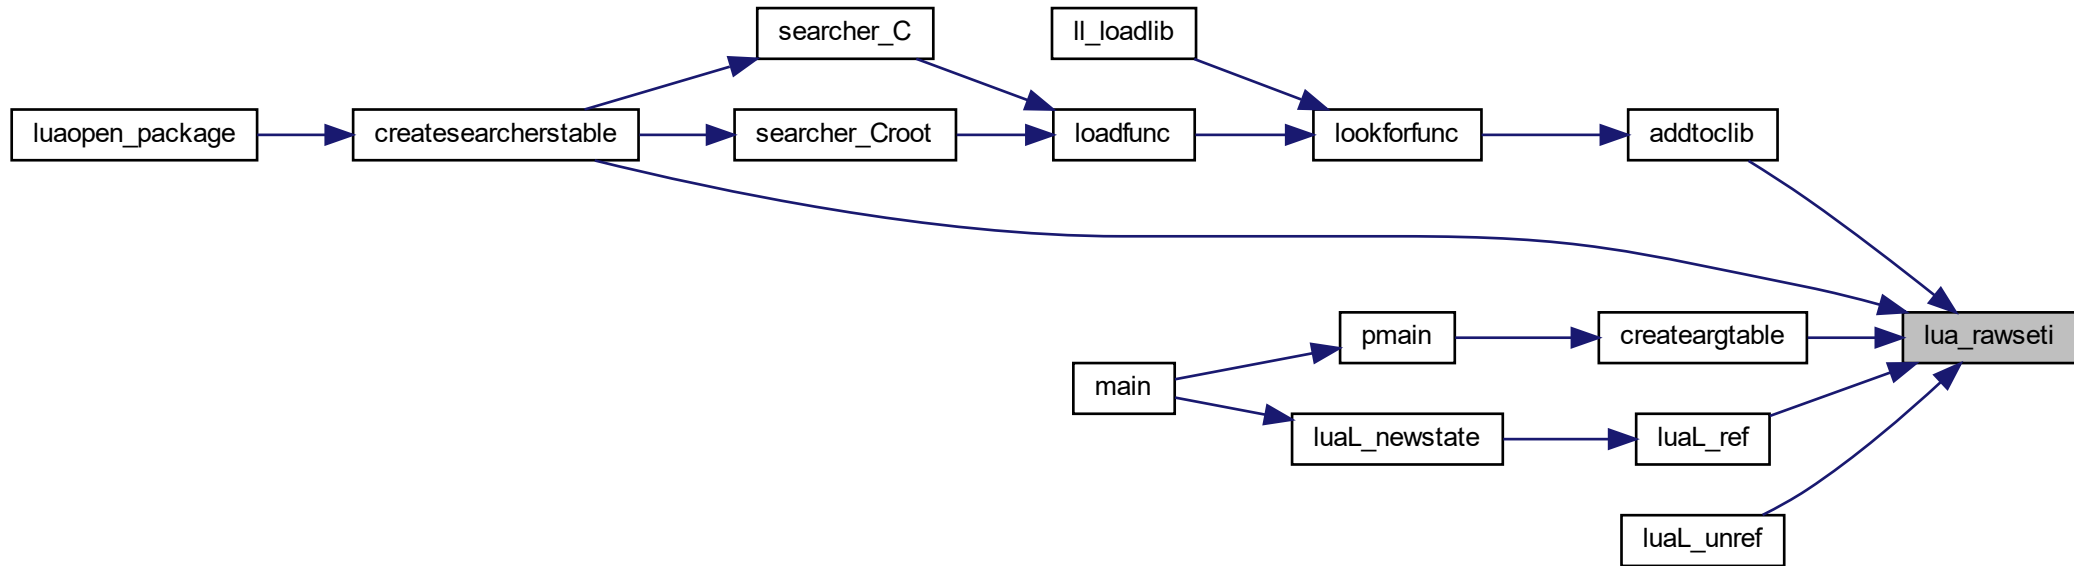 searcher_C
ll_loadlib
luaopen_package
createsearcherstable
searcher_Croot
loadfunc
lookforfunc
addtoclib
pmain
createargtable
lua_rawseti
main
luaL_newstate
luaL_ref
luaL_unref